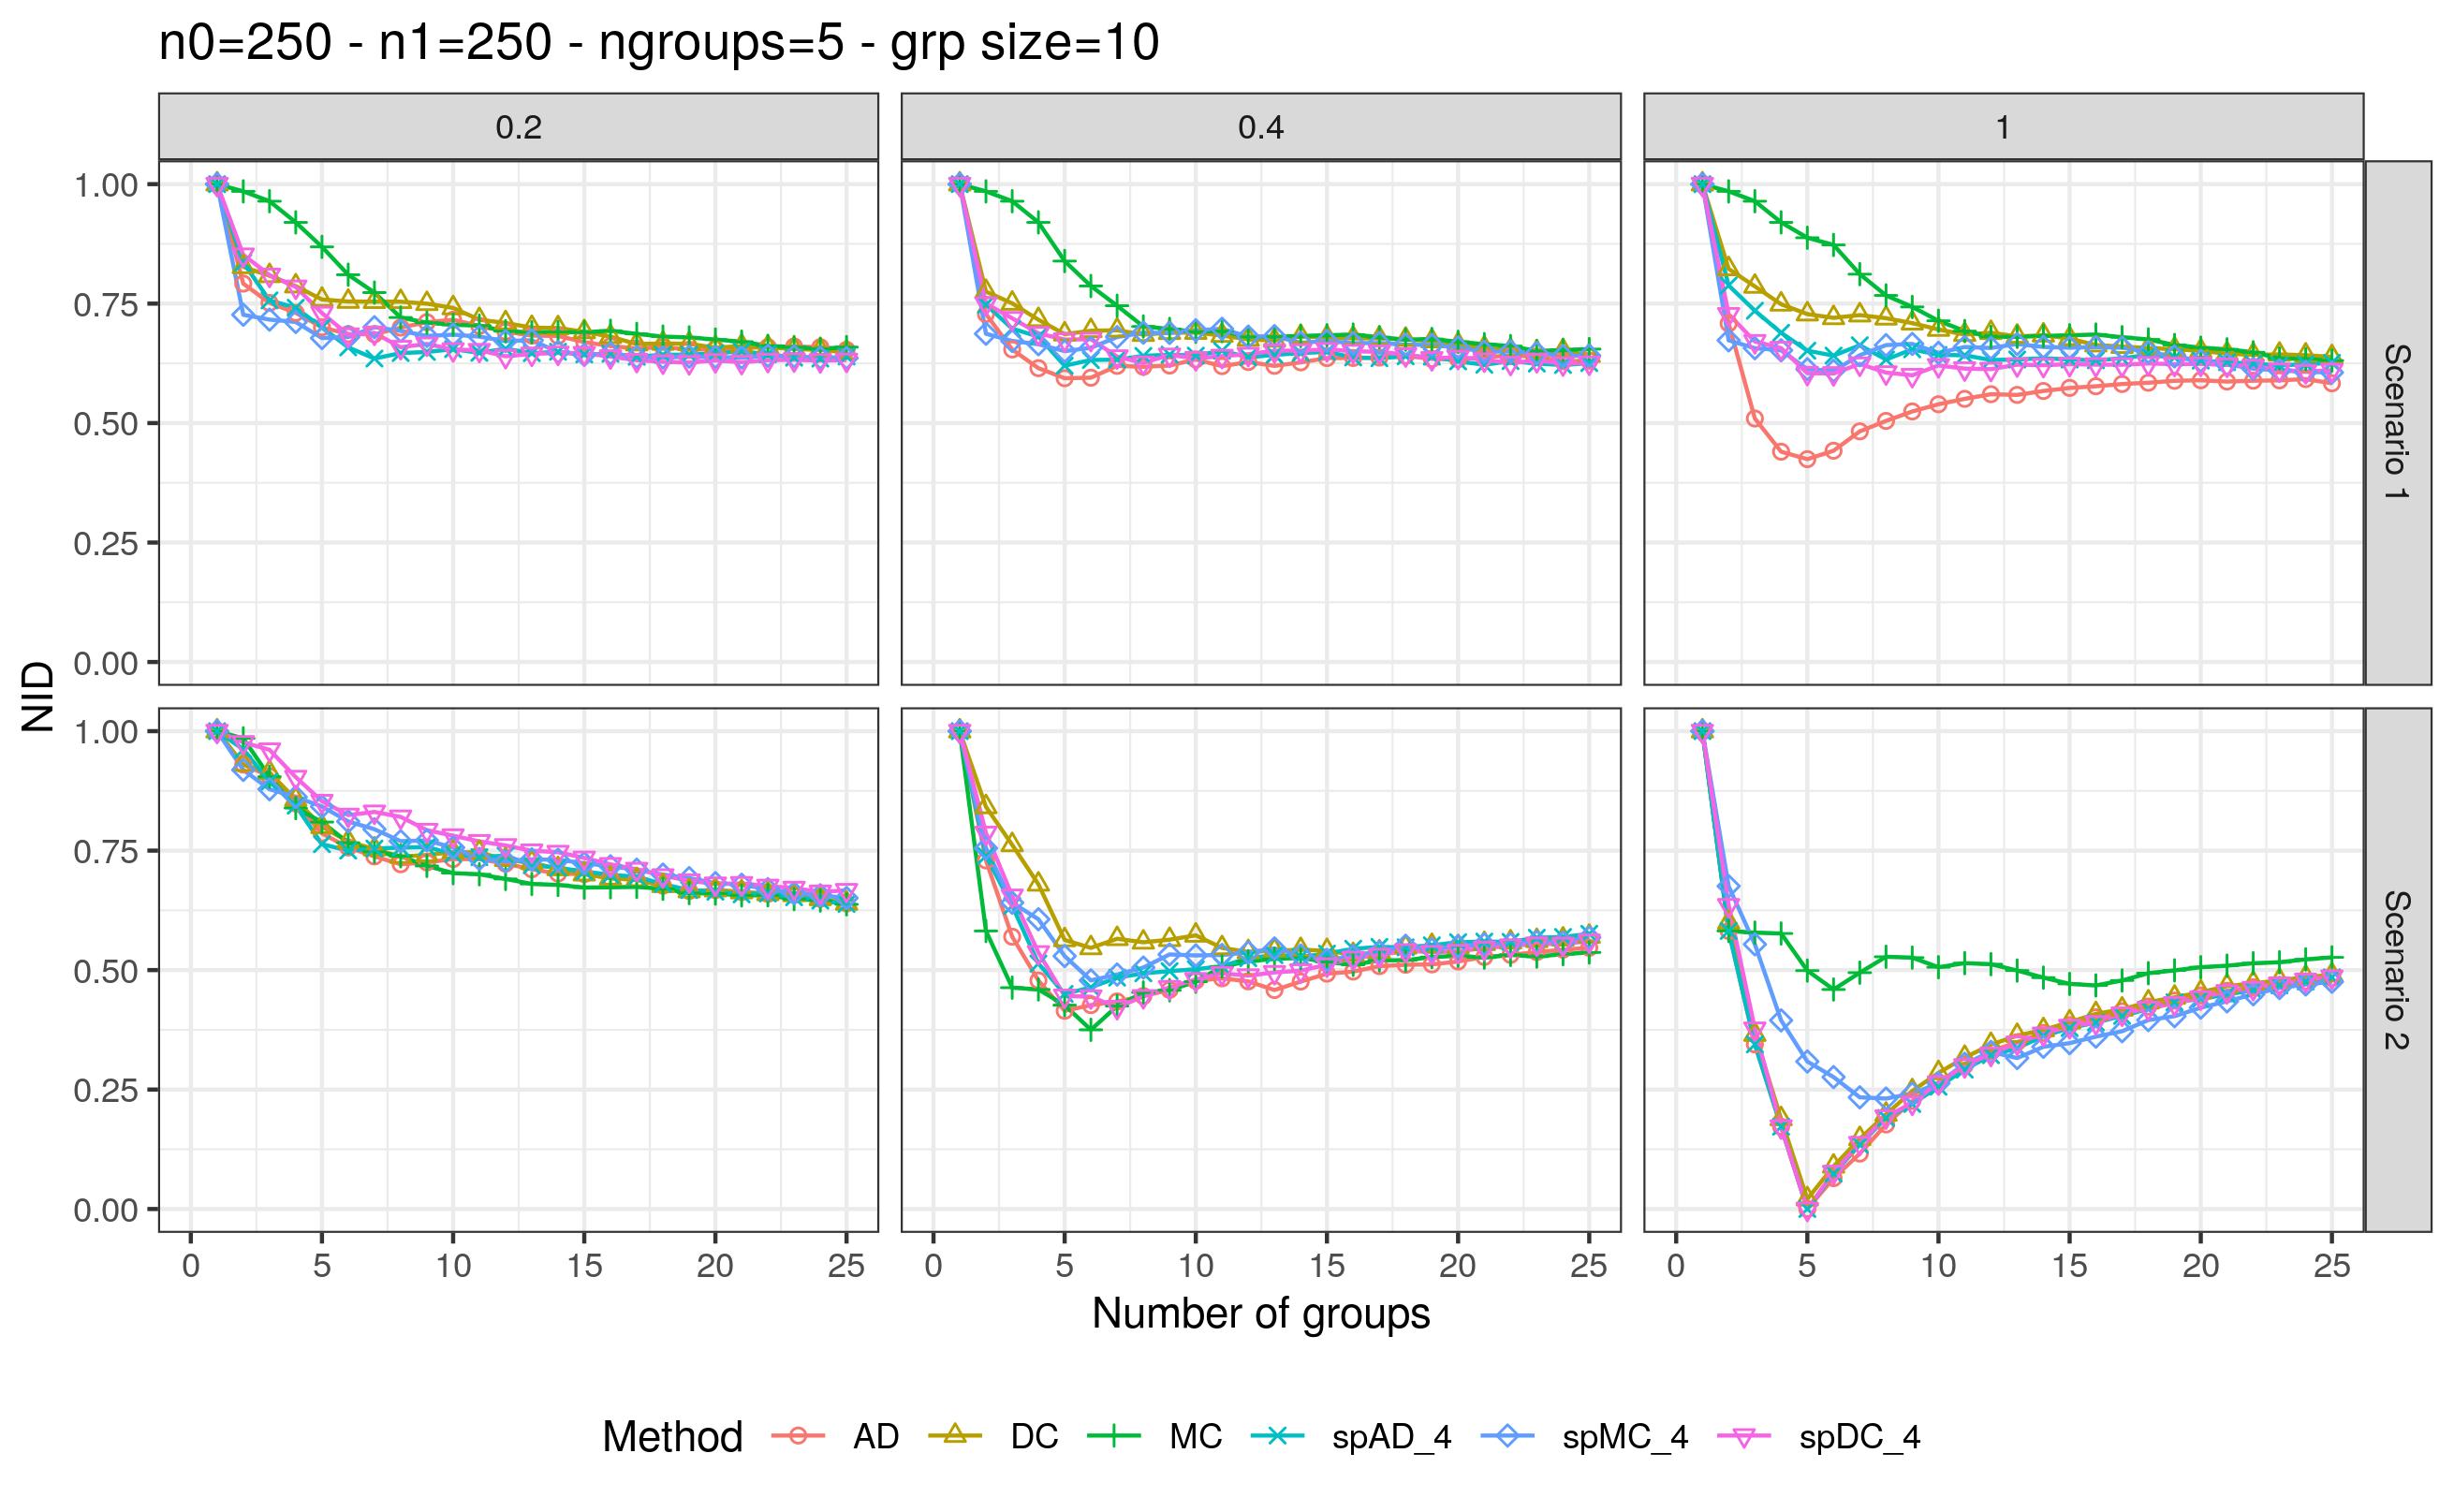 n0=250 - n1=250 - ngroups=5 - grp size=10
0.2 0.4 1
1.00
0.75
0.50
0.25
0.00
Scenario 1
NID
1.00
0.75
0.50
0.25
0.00
Scenario 2
0 5 10 15 20 25 0 5 10 15 20 25 0 5 10 15 20 25
Number of groups
Method AD DC MC spAD_4 spMC_4 spDC_4